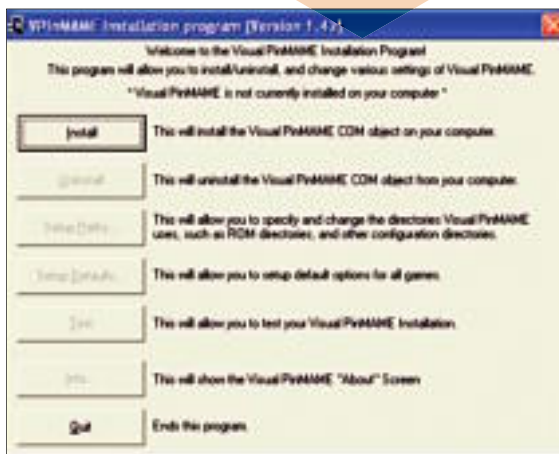 VPinMAME Installation program [Version 1.4]
Welcome to the Visual PinMAME Installation Program!
This program will allow you to install/uninstall, and change various settings of Visual PinMAME.
* Visual PinMAME is not currently installed on your computer *
Install
This will install the Visual PinMAME COM object on your computer.
Uninstall
This will uninstall the Visual PinMAME COM object from your computer.
Setup Paths...
This will allow you to specify and change the directories Visual PinMAME
uses, such as ROM directories, and other configuration directories.
Setup Defaults...
This will allow you to setup default options for all games.
Test
This will allow you to test your Visual PinMAME Installation.
This will show the Visual PinMAME "About" Screen
Quit
Ends this program.